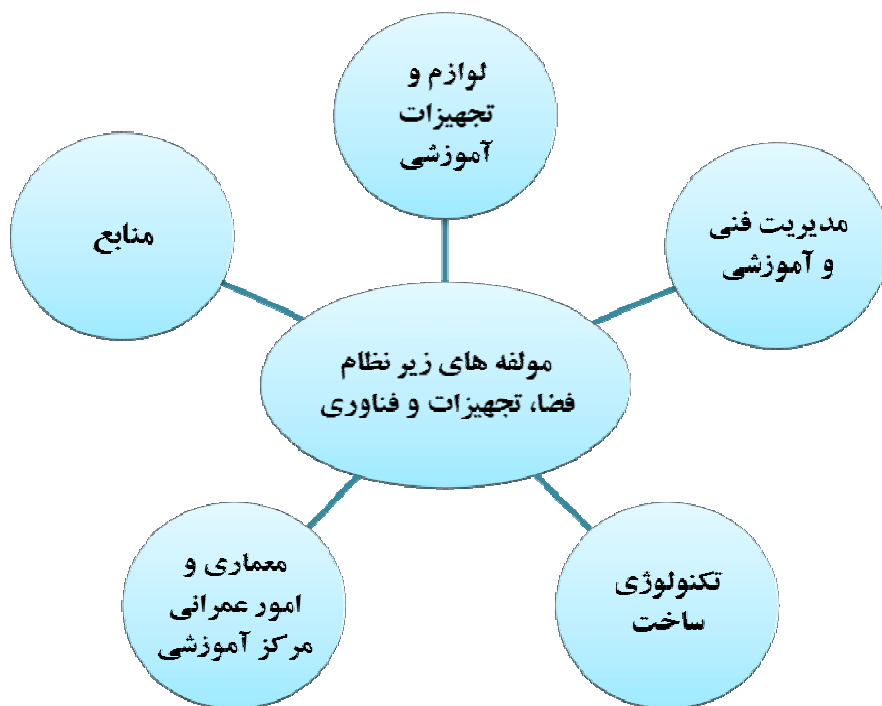 لوازم و
تجهیزات
آموزشی
مدیریت فنی
و آموزشی
منابع
مولفه های زیر نظام
فضا، تجهیزات و فناوری
تکنولوژی
ساخت
معماری و
امور عمرانی
مرکز آموزشی